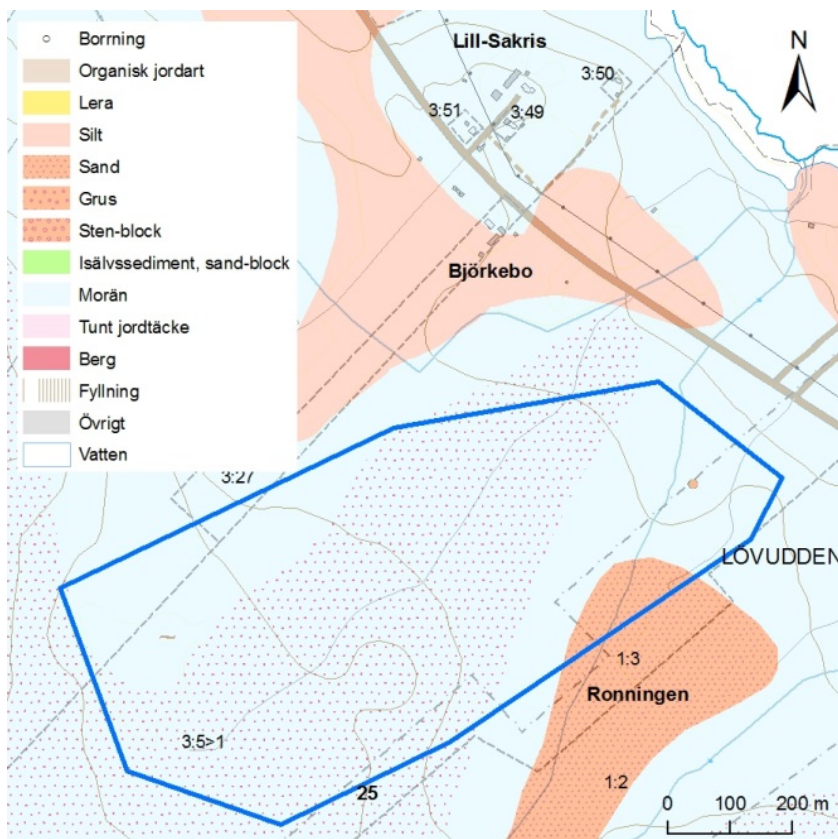 Borrning
Organisk jordart
Lera
Silt
Sand
Grus
Sten-block
Isälvssediment, sand-block
Morän
Tunt jordtäcke
Berg
Fyllning
Övrigt
Vatten
Lill-Sakris
N
3:50
3:51
3:49
Björkebo
3:27
LÖVUDDEN
1:3
Ronningen
3:5>1
1:2
25
0 100 200 m